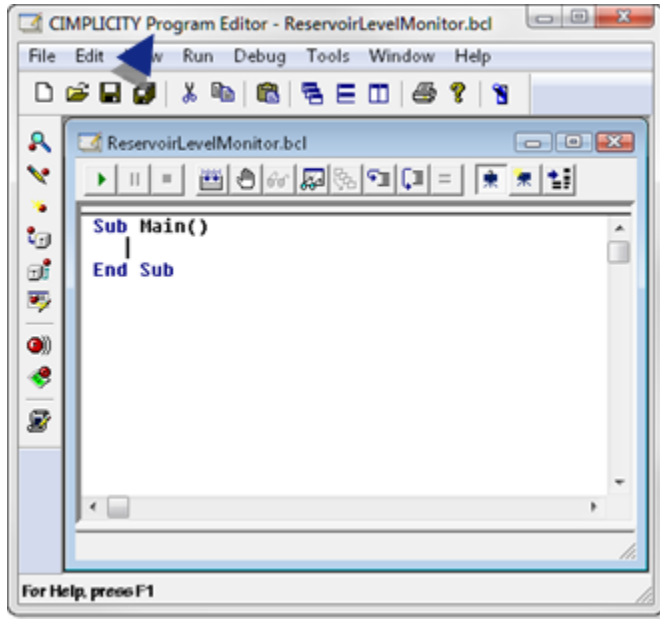 CIMPLICITY Program Editor - ReservoirLevelMonitor.bcl
File Edit Run Debug Tools Window Help
ReservoirLevelMonitor.bcl
Sub Main()
End Sub
For Help, press F1